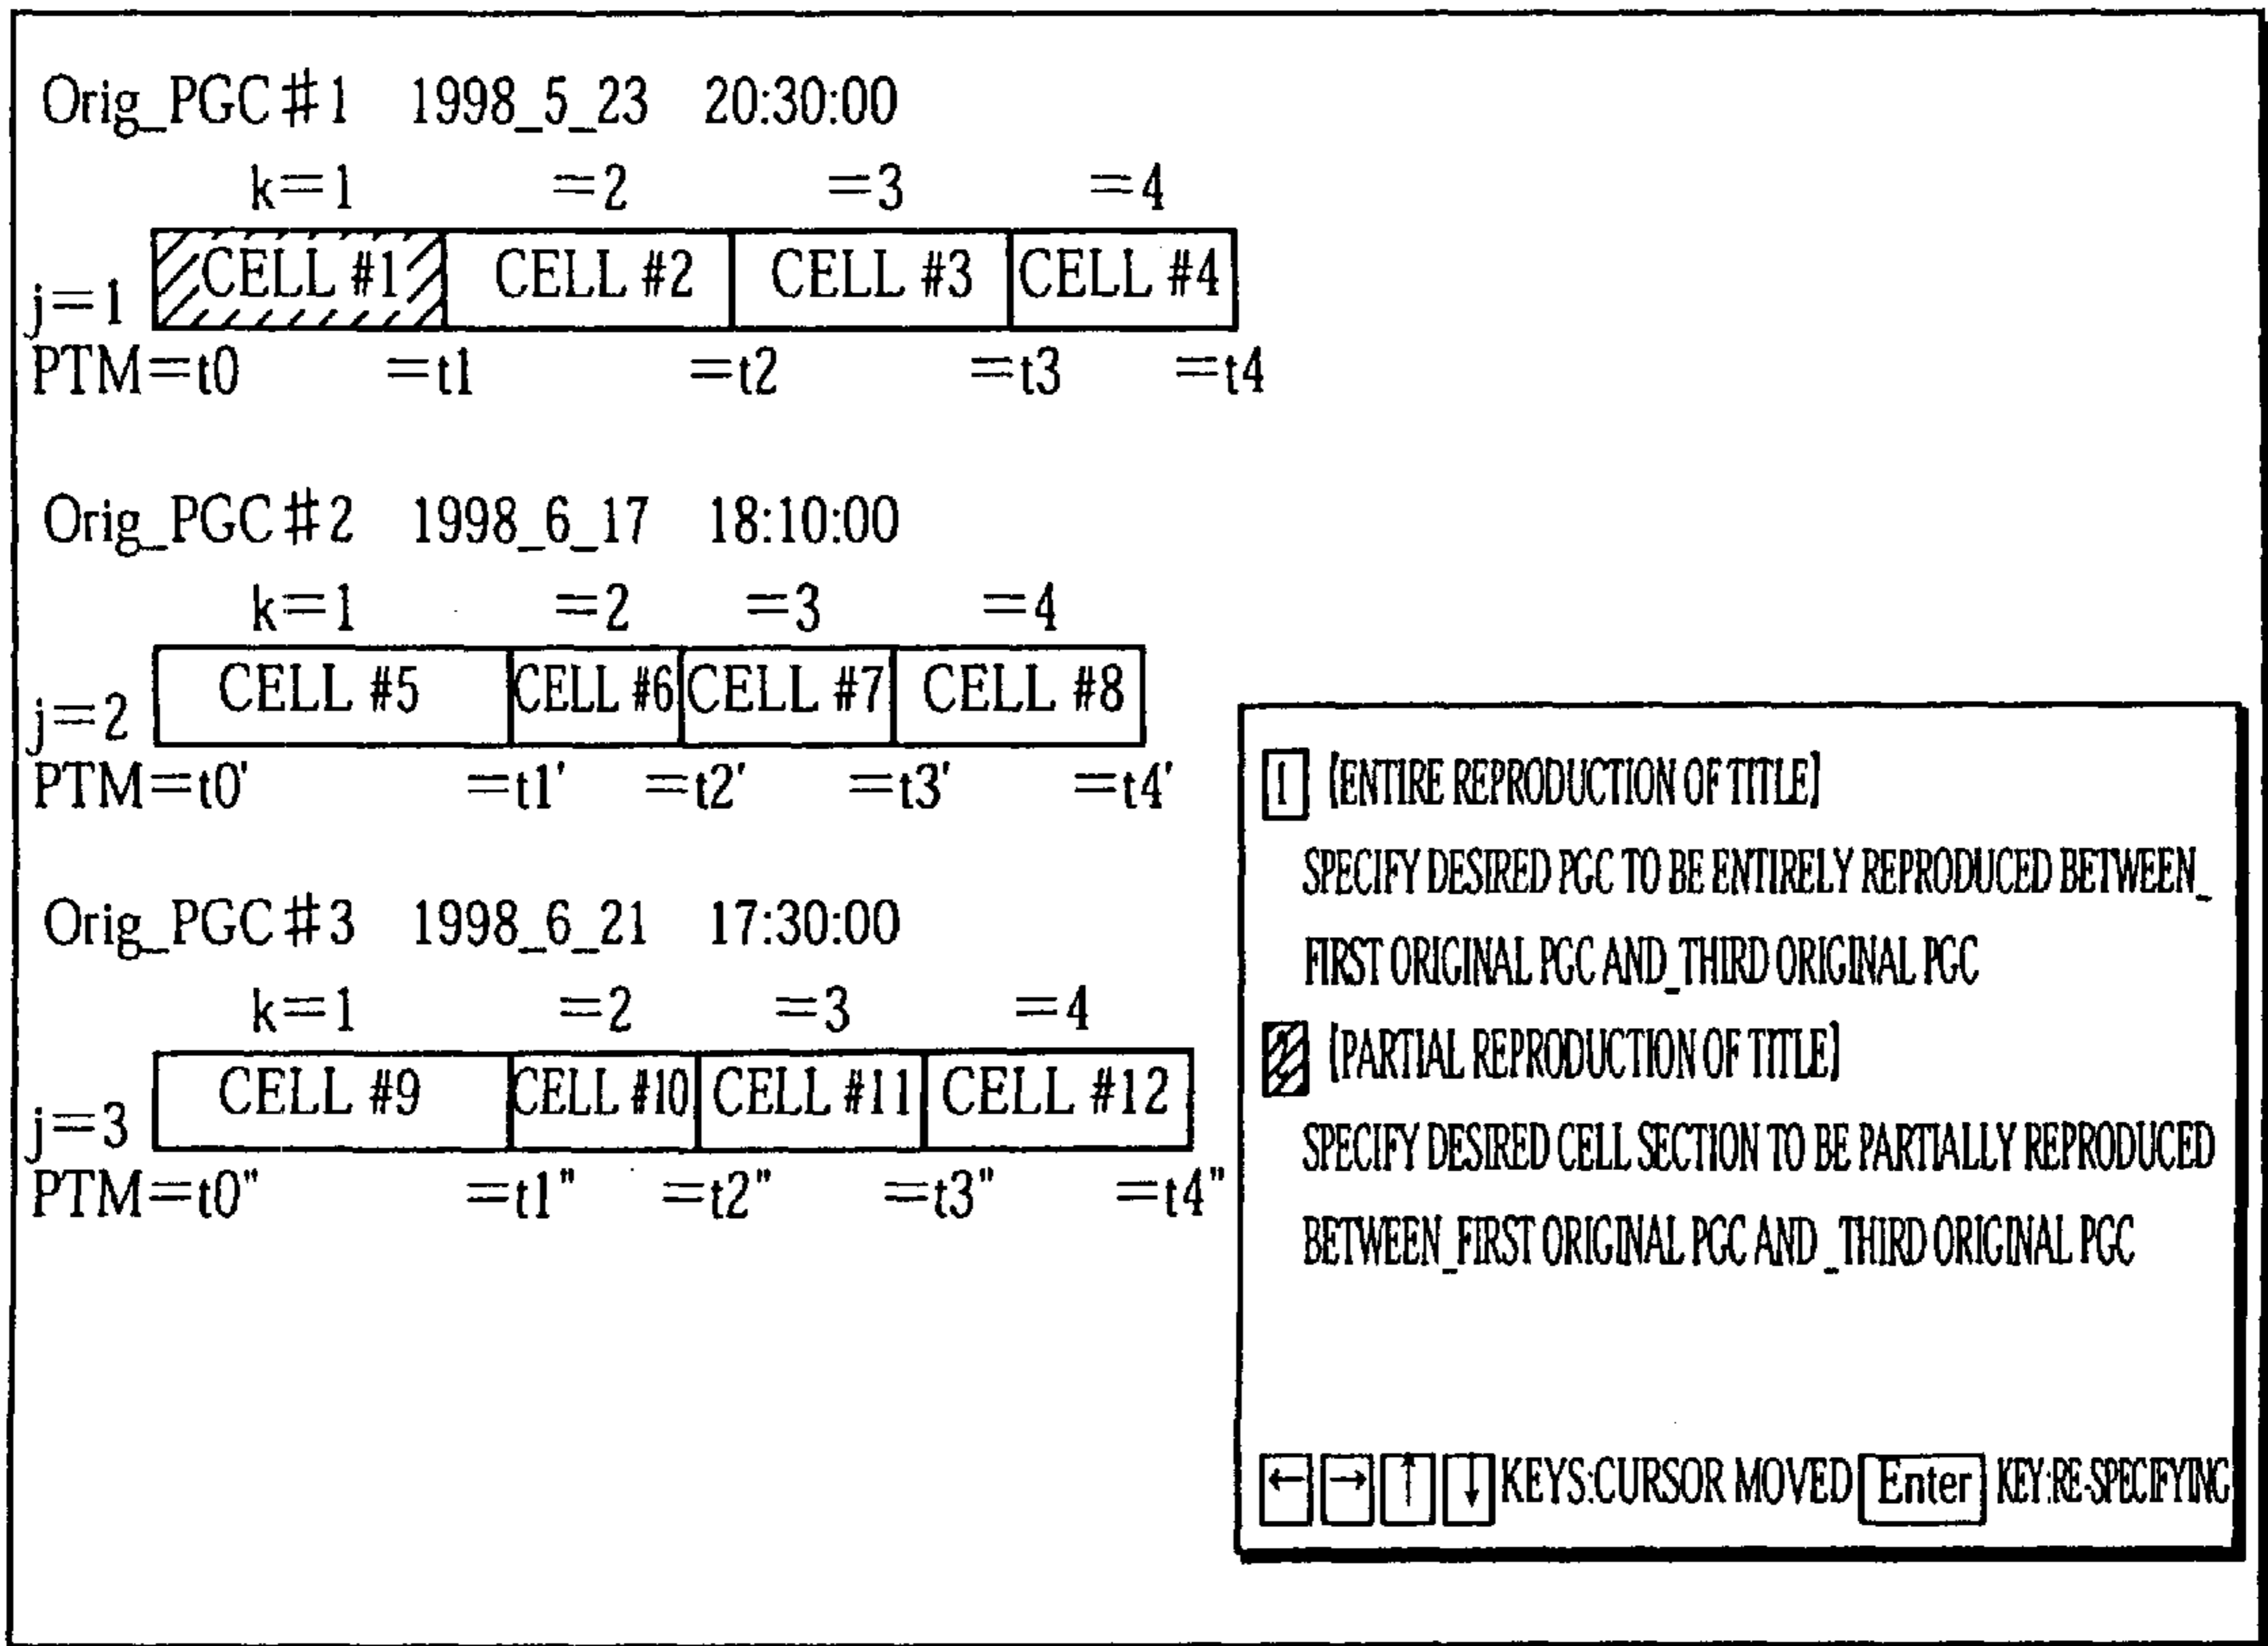 Orig_PGC#1 1998_5_23 20:30:00
k=1 =2 =3 =4
j=1 CELL #1 CELL #2 CELL #3 CELL #4
PTM=t0 =t1 =t2 =t3 =t4
Orig_PGC#2 1998_6_17 18:10:00
k=1 =2 =3 =4
j=2 CELL #5 CELL #6 CELL #7 CELL #8
PTM=t0' =t1' =t2' =t3' =t4'
Orig_PGC#3 1998_6_21 17:30:00
k=1 =2 =3 =4
j=3 CELL #9 CELL #10 CELL #11 CELL #12
PTM=t0" =t1" =t2" =t3" =t4"
1 [ENTIRE REPRODUCTION OF TITLE]
SPECIFY DESIRED PGC TO BE ENTIRELY REPRODUCED BETWEEN_
FIRST ORIGINAL PGC AND_THIRD ORIGINAL PGC
2 [PARTIAL REPRODUCTION OF TITLE]
SPECIFY DESIRED CELL SECTION TO BE PARTIALLY REPRODUCED
BETWEEN_FIRST ORIGINAL PGC AND_THIRD ORIGINAL PGC
← → ↑ ↓ KEYS:CURSOR MOVED Enter KEY:RE-SPECIFYING